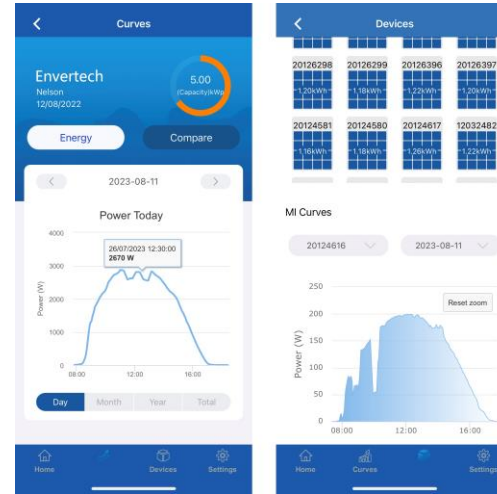 Curves
Envertech
Nelson
12/08/2022
5.00
(Capacity)kWp
Energy
Compare
2023-08-11
Power Today
4000
3000
2000
1000
0
Power (W)
26/07/2023 12:30:00
2670 W
08:00 12:00 16:00
Day Month Year Total
Home Devices Settings
Devices
20126298 20126299 20126396 20126397
1.20kWh 1.18kWh 1.22kWh 1.20kWh
20124581 20124580 20124617 12032482
1.16kWh 1.18kWh 1.26kWh 1.22kWh
MI Curves
20124616 2023-08-11
Reset zoom
250
200
150
100
50
0
Power (W)
08:00 12:00 16:00
Home Curves Settings